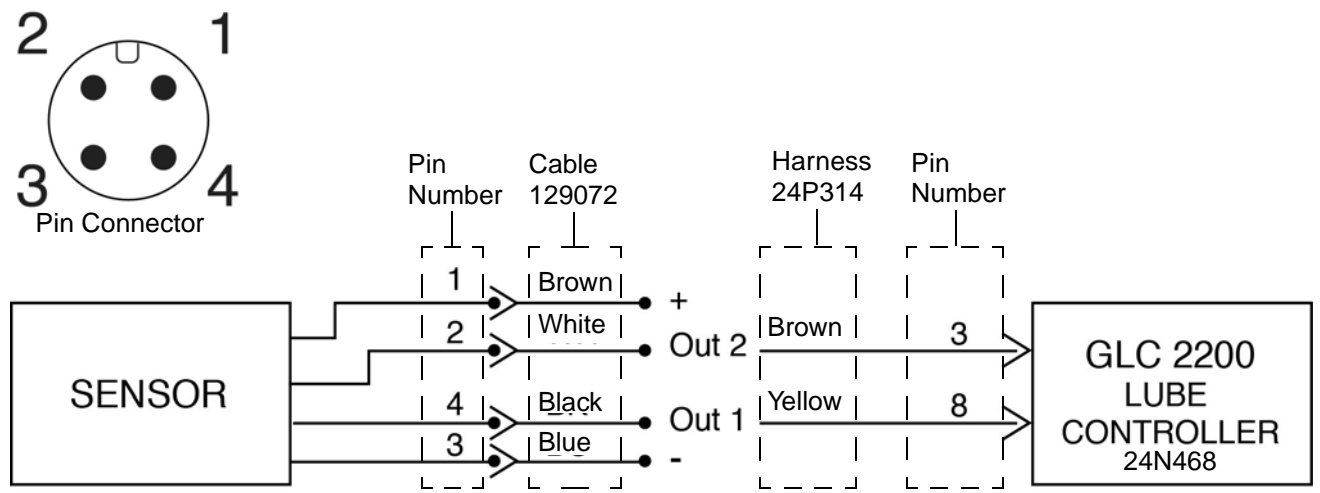 2 1
3 4
Pin Connector
Pin Number
Cable 129072
Harness 24P314
Pin Number
1 Brown +
2 White Out 2 Brown 3
4 Black Out 1 Yellow 8
3 Blue -
SENSOR
GLC 2200
LUBE
CONTROLLER
24N468